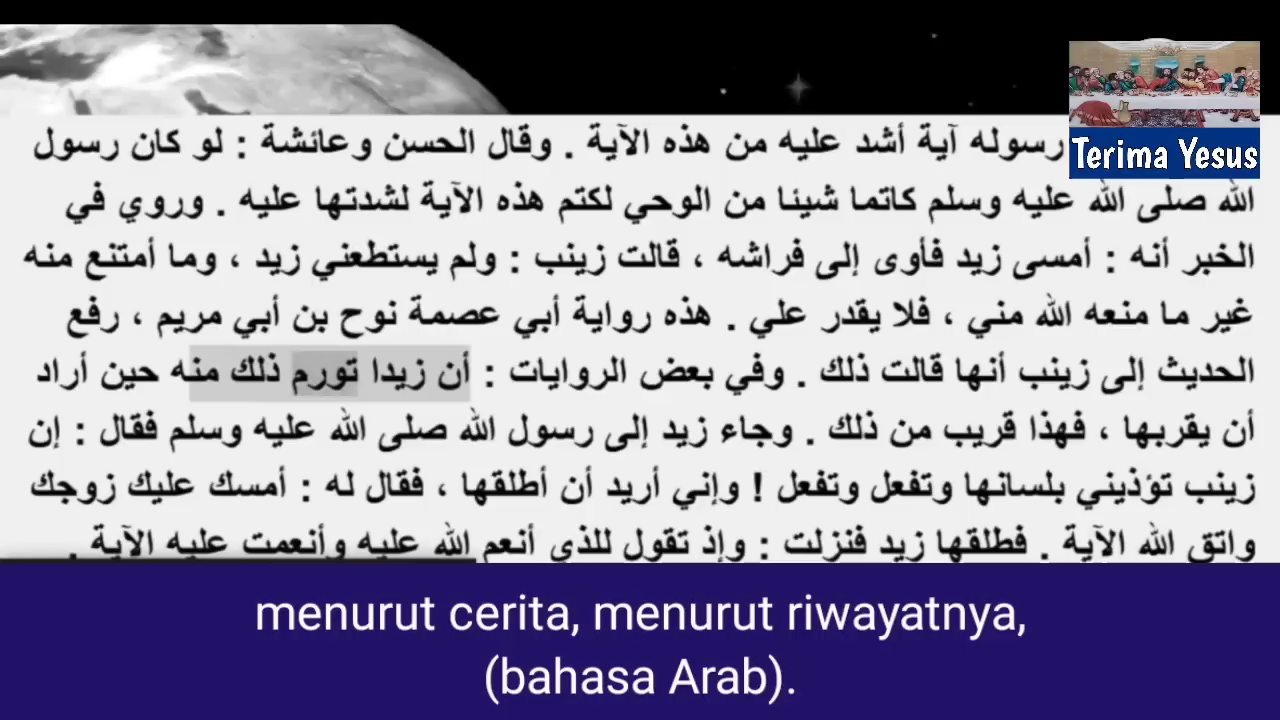 رسوله آية أشد عليه من هذه الآية . وقال الحسن وعائشة : لو كان رسول
الله صلى الله عليه وسلم كاتما شيئا من الوحي لكتم هذه الآية لشدتها عليه . وروي في
الخبر أنه : أمسى زيد فأوى إلى فراشه ، قالت زينب : ولم يستطعني زيد ، وما أمتنع منه
غير ما منعه الله مني ، فلا يقدر علي . هذه رواية أبي عصمة نوح بن أبي مريم ، رفع
الحديث إلى زينب أنها قالت ذلك . وفي بعض الروايات : أن زيدا تورم ذلك منه حين أراد
أن يقربها ، فهذا قريب من ذلك . وجاء زيد إلى رسول الله صلى الله عليه وسلم فقال : إن
زينب تؤذيني بلسانها وتفعل وتفعل ! وإني أريد أن أطلقها ، فقال له : أمسك عليك زوجك
واتق الله الآية . فطلقها زيد فنزلت : وإذ تقول للذي أنعم الله عليه وأنعمت عليه الآية .
Terima Yesus
menurut cerita, menurut riwayatnya,
(bahasa Arab).